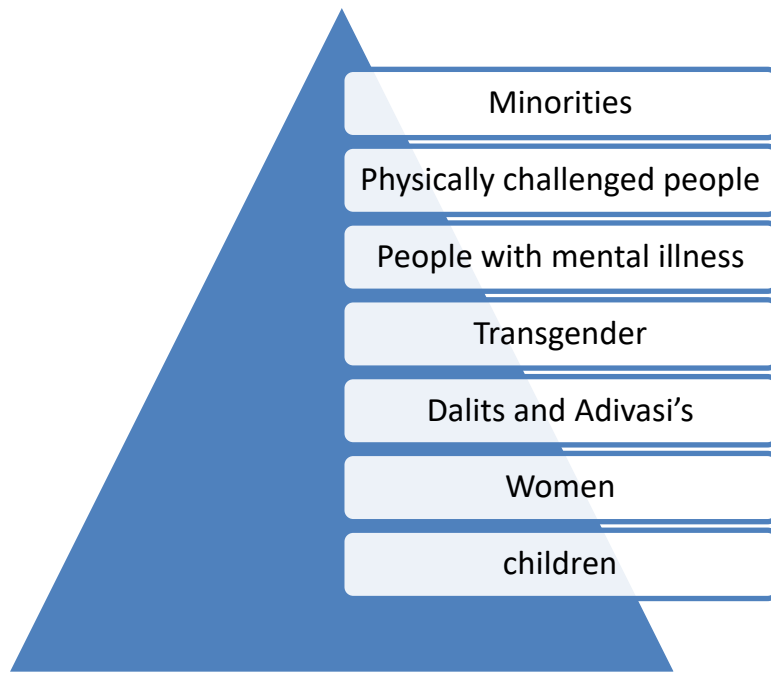 Minorities
Physically challenged people
People with mental illness
Transgender
Dalits and Adivasi’s
Women
children